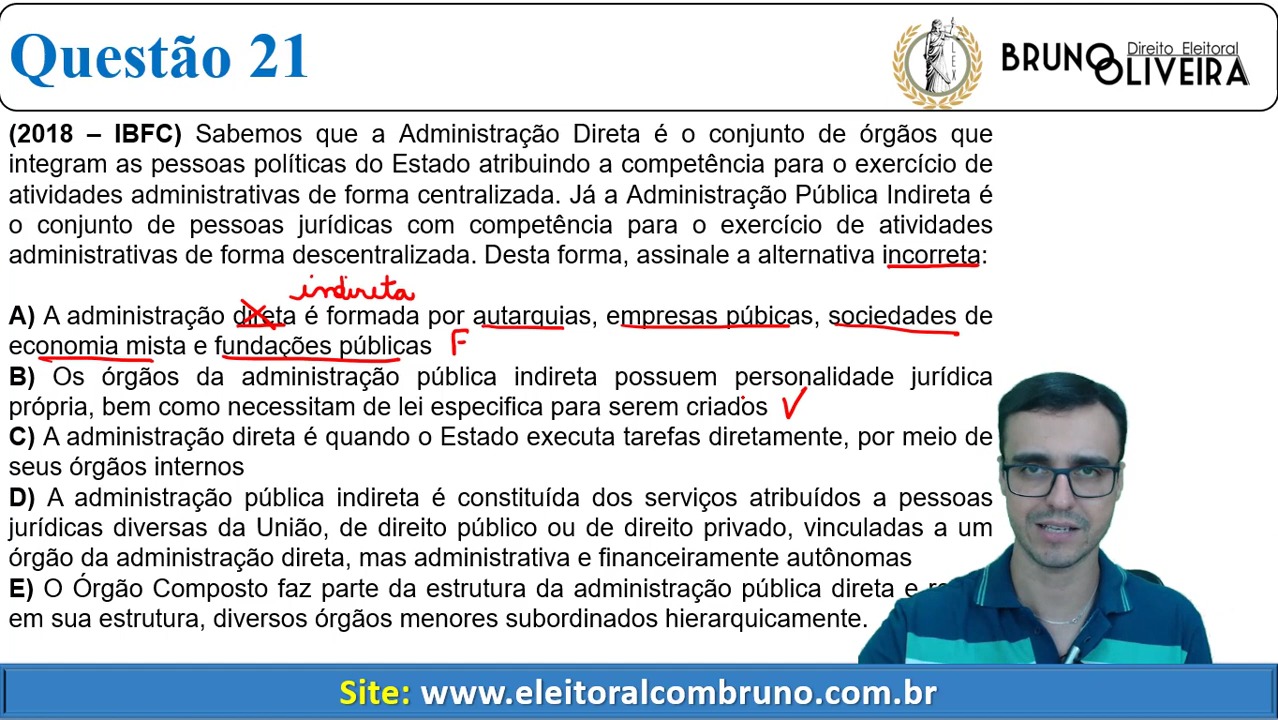 Questão 21
LEX
BRUNO Direito Eleitoral
OLIVEIRA
(2018 – IBFC) Sabemos que a Administração Direta é o conjunto de órgãos que
integram as pessoas políticas do Estado atribuindo a competência para o exercício de
atividades administrativas de forma centralizada. Já a Administração Pública Indireta é
o conjunto de pessoas jurídicas com competência para o exercício de atividades
administrativas de forma descentralizada. Desta forma, assinale a alternativa incorreta:
indireta
A) A administração direta é formada por autarquias, empresas púbicas, sociedades de
economia mista e fundações públicas F
B) Os órgãos da administração pública indireta possuem personalidade jurídica
própria, bem como necessitam de lei especifica para serem criados V
C) A administração direta é quando o Estado executa tarefas diretamente, por meio de
seus órgãos internos
D) A administração pública indireta é constituída dos serviços atribuídos a pessoas
jurídicas diversas da União, de direito público ou de direito privado, vinculadas a um
órgão da administração direta, mas administrativa e financeiramente autônomas
E) O Órgão Composto faz parte da estrutura da administração pública direta e
em sua estrutura, diversos órgãos menores subordinados hierarquicamente.
Site: www.eleitoralcombruno.com.br